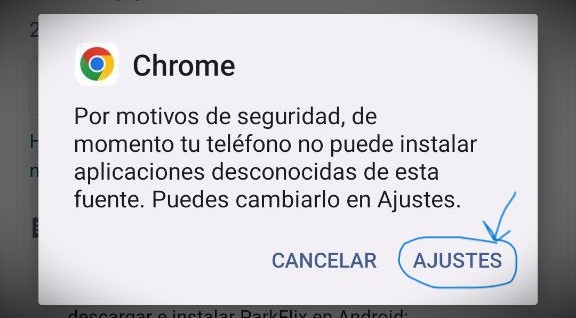 2
Chrome
Por motivos de seguridad, de
momento tu teléfono no puede instalar
aplicaciones desconocidas de esta
fuente. Puedes cambiarlo en Ajustes.
CANCELAR
AJUSTES
descargar e instalar ParkFlix en Android: